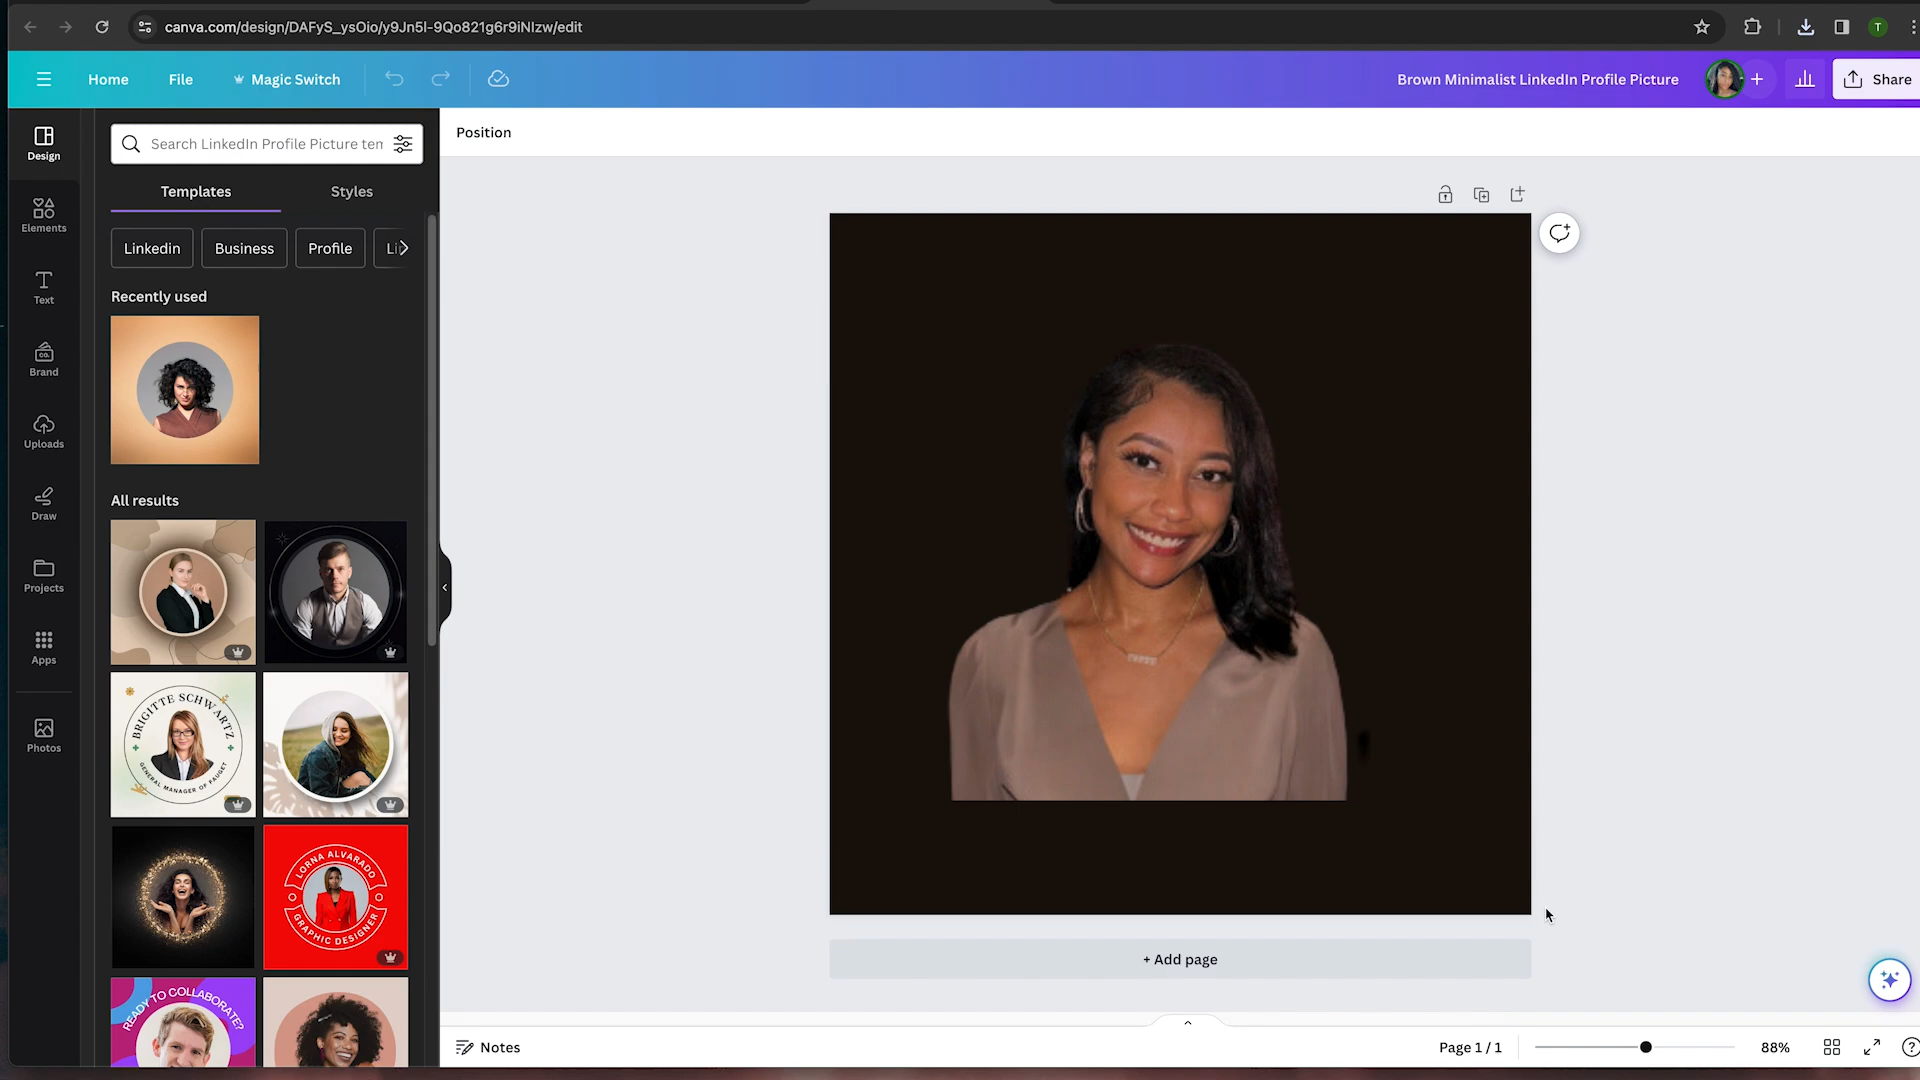 canva.com/design/DAFyS_ysOio/y9Jn5I-9Qo821g6r9iNIzw/edit
T
Home
File
Magic Switch
Brown Minimalist LinkedIn Profile Picture
Share
Position
Design
Elements
Text
Brand
Uploads
Draw
Projects
Apps
Photos
Search LinkedIn Profile Picture ten
Templates
Styles
Linkedin
Business
Profile
Recently used
All results
BRIGITTE SCHWARTZ
GENERAL MANAGER OF FAUGET
LORNA ALVARADO
GRAPHIC DESIGNER
READY TO COLLABORATE?
+ Add page
Notes
Page 1 / 1
88%